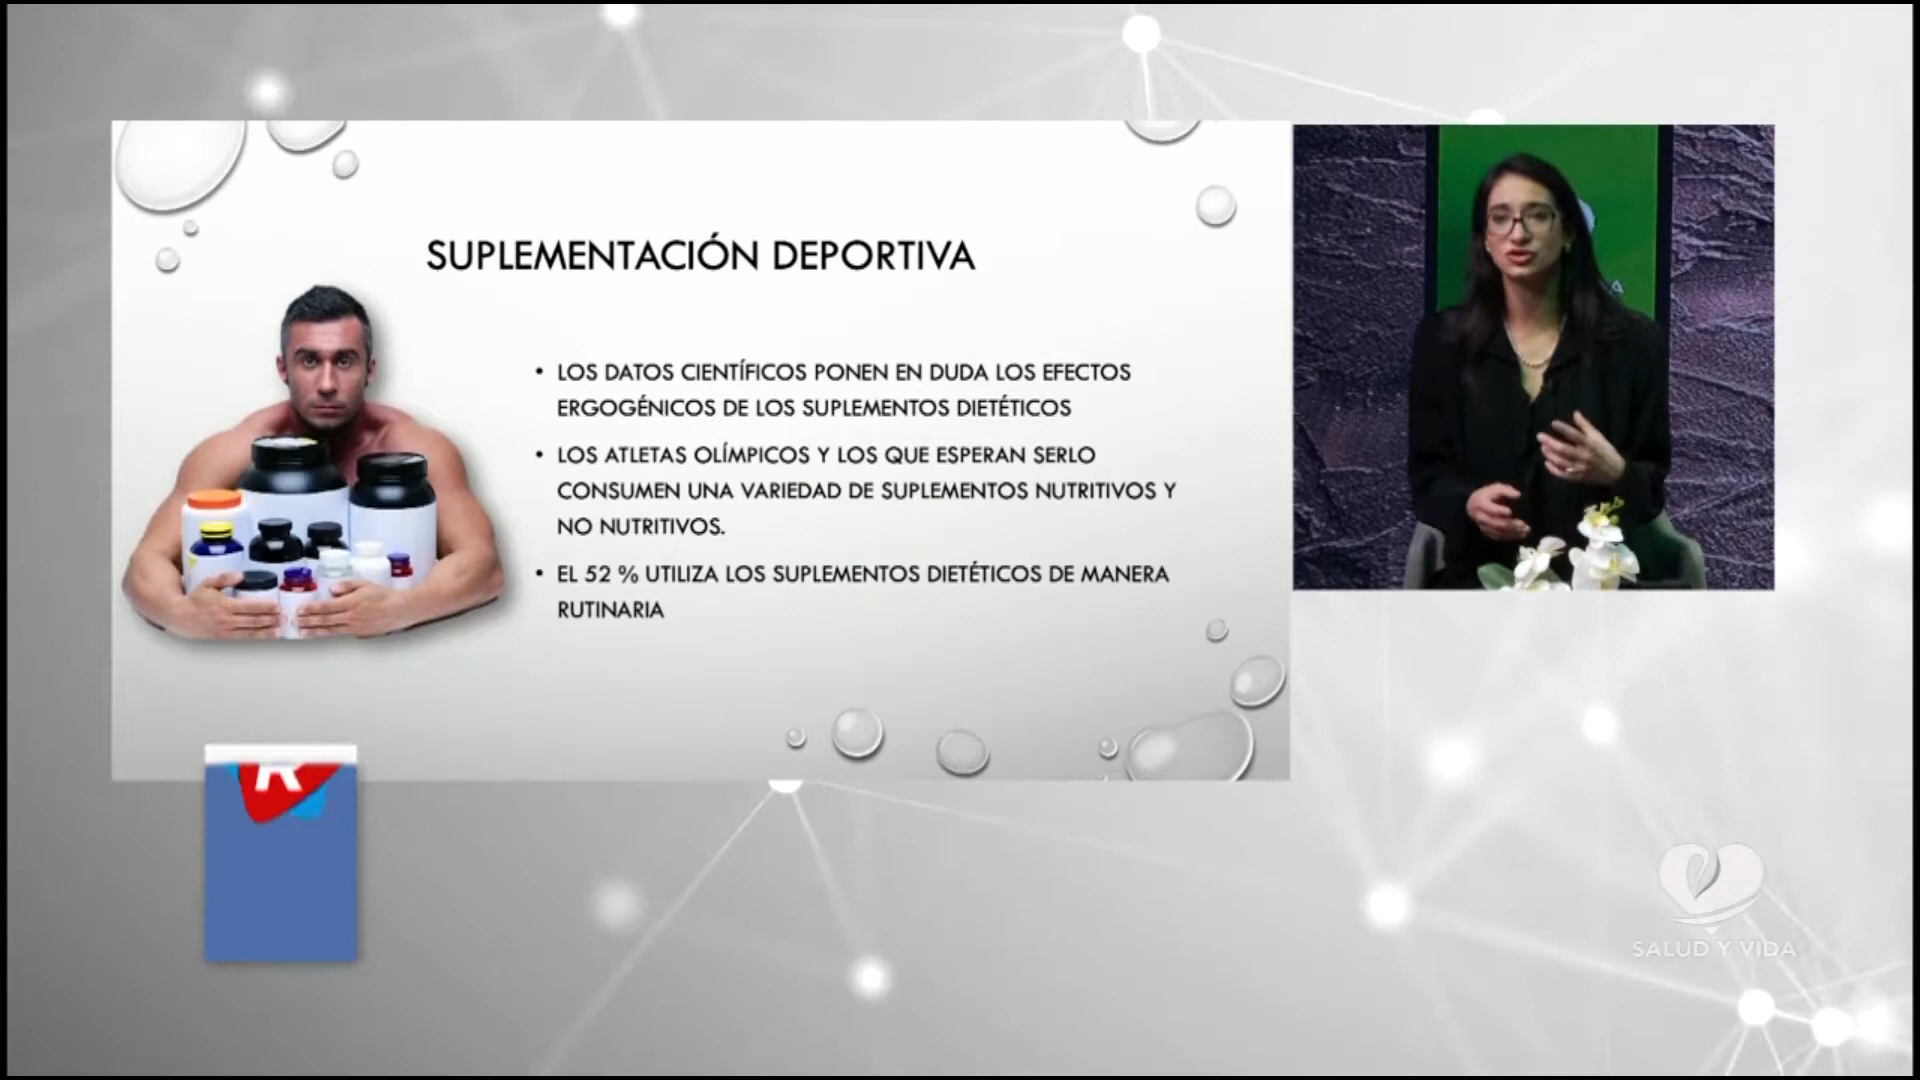 SUPLEMENTACIÓN DEPORTIVA
• LOS DATOS CIENTÍFICOS PONEN EN DUDA LOS EFECTOS
ERGOGÉNICOS DE LOS SUPLEMENTOS DIETÉTICOS
• LOS ATLETAS OLÍMPICOS Y LOS QUE ESPERAN SERLO
CONSUMEN UNA VARIEDAD DE SUPLEMENTOS NUTRITIVOS Y
NO NUTRITIVOS.
• EL 52 % UTILIZA LOS SUPLEMENTOS DIETÉTICOS DE MANERA
RUTINARIA
SALUD Y VIDA